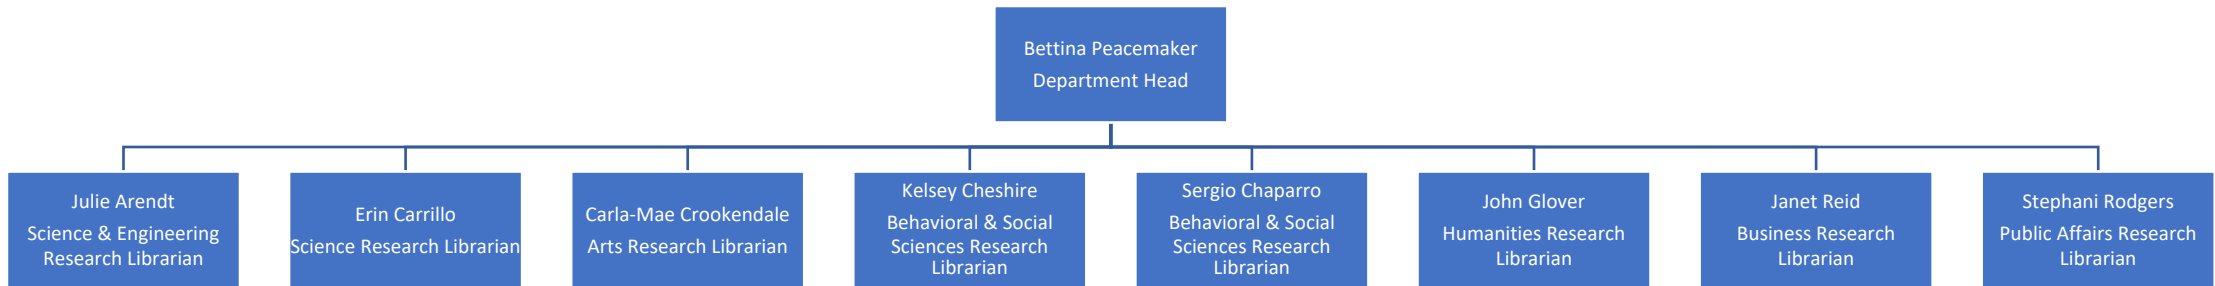 Bettina Peacemaker
Department Head
Julie Arendt
Science & Engineering
Research Librarian
Erin Carrillo
Science Research Librarian
Carla-Mae Crookendale
Arts Research Librarian
Kelsey Cheshire
Behavioral & Social
Sciences Research
Librarian
Sergio Chaparro
Behavioral & Social
Sciences Research
Librarian
John Glover
Humanities Research
Librarian
Janet Reid
Business Research
Librarian
Stephani Rodgers
Public Affairs Research
Librarian